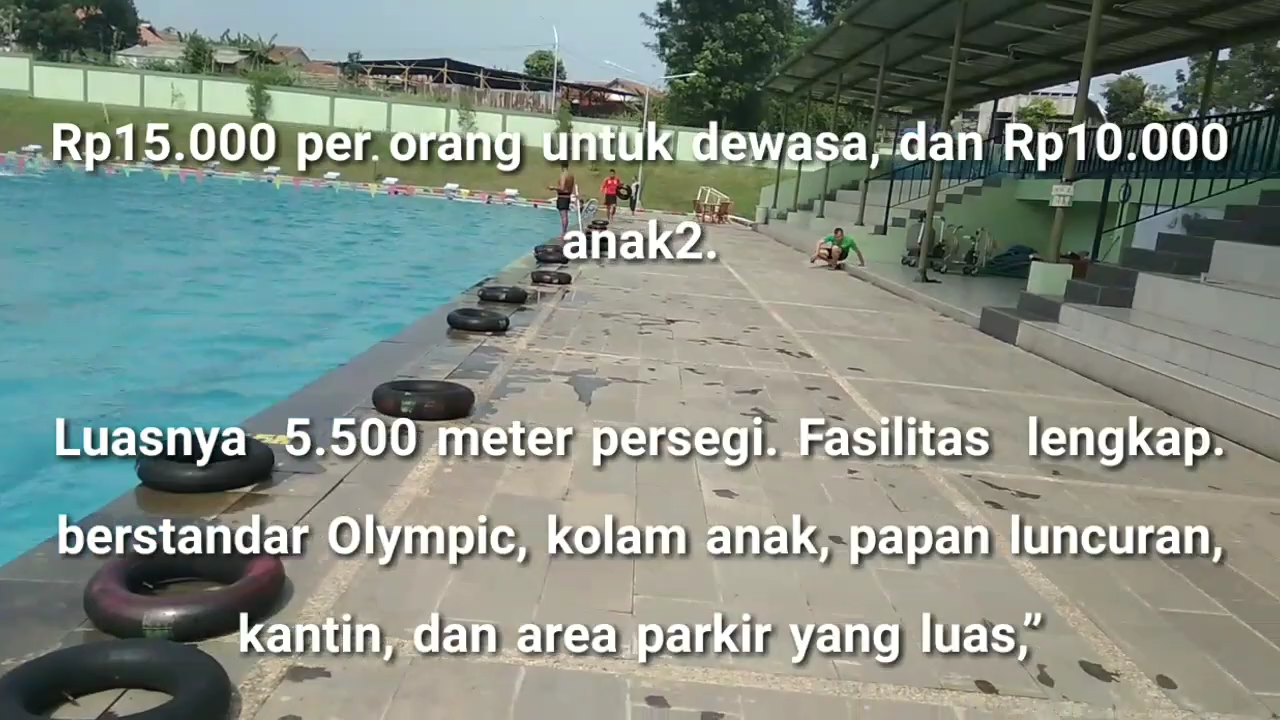 Rp15.000 per orang untuk dewasa, dan Rp10.000
anak2.
Luasnya 5.500 meter persegi. Fasilitas lengkap.
berstandar Olympic, kolam anak, papan luncuran,
kantin, dan area parkir yang luas,”